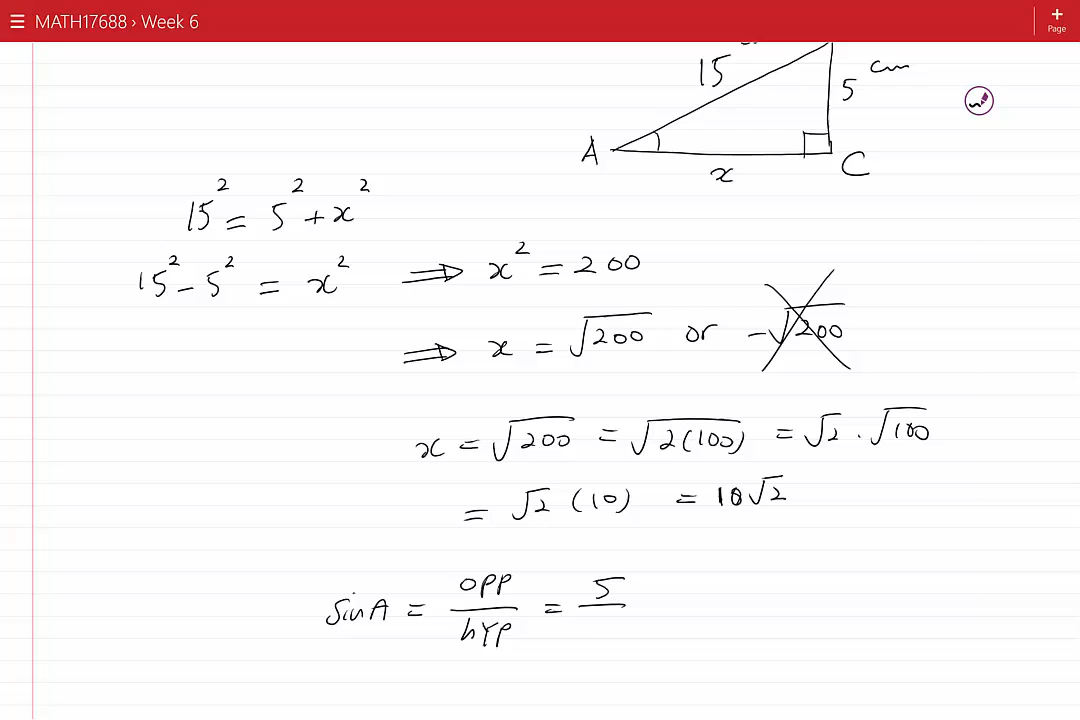 MATH17688 › Week 6
+
Page
15
5 cm
A
x
C
15² = 5² + x²
15² - 5² = x² ⟹ x² = 200
⟹ x = √200 or -√200
x = √200 = √2(100) = √2 . √100
= √2 (10) = 10√2
sinA = opp/hyp = 5